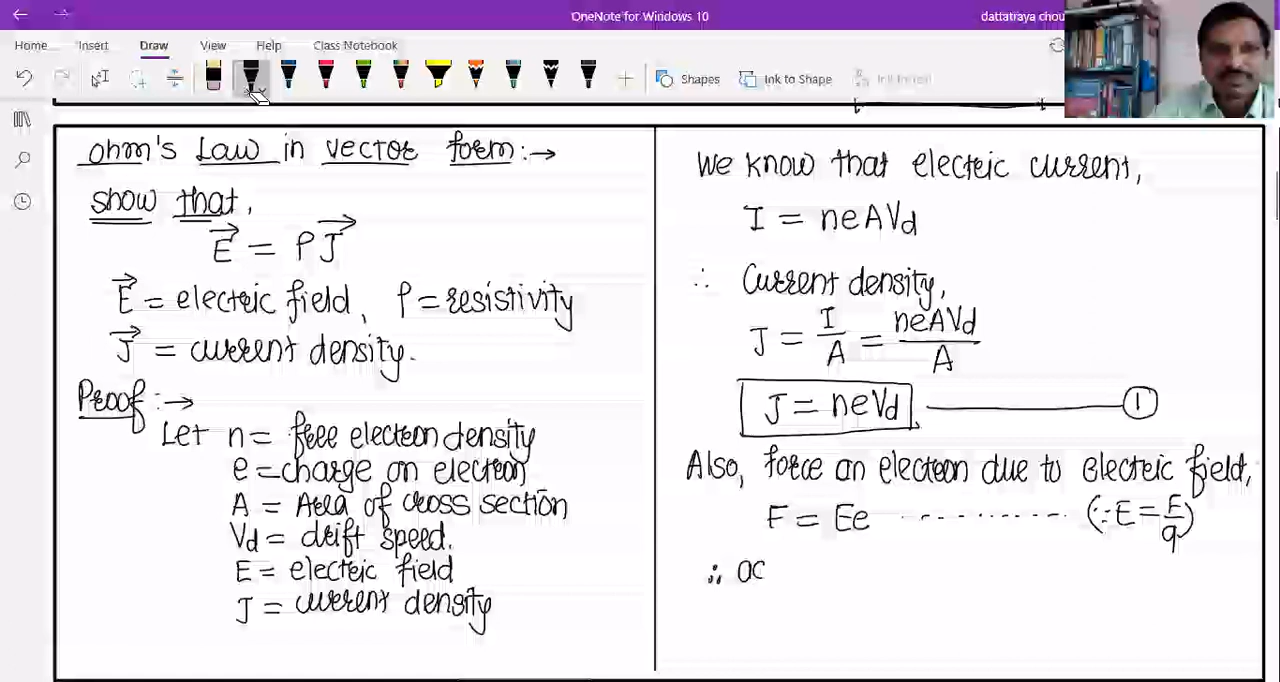 OneNote for Windows 10
dattatraya chou
Home Insert Draw View Help Class Notebook
Shapes Ink to Shape Ink to Math
ohm's Law in vector form:→
show that,
E⃗ = ρJ⃗
E⃗ = electric field, ρ = resistivity
J⃗ = current density.
Proof:→
Let n = free electron density
e = charge on electron
A = Area of cross section
Vd = drift speed.
E = electric field
J = current density
We know that electric current,
I = neAVd
∴ Current density,
J = I/A = neAVd/A
J = neVd ①
Also, force on electron due to electric field,
F = Ee ............ (∵E = F/q)
∴ ac